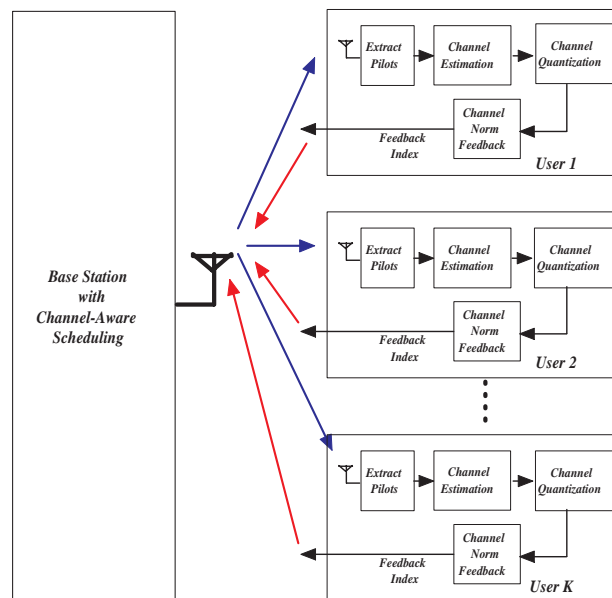 Base Station
with
Channel-Aware
Scheduling
Extract
Pilots
Channel
Estimation
Channel
Quantization
Channel
Norm
Feedback
Feedback
Index
User 1
Extract
Pilots
Channel
Estimation
Channel
Quantization
Channel
Norm
Feedback
Feedback
Index
User 2
Extract
Pilots
Channel
Estimation
Channel
Quantization
Channel
Norm
Feedback
Feedback
Index
User K